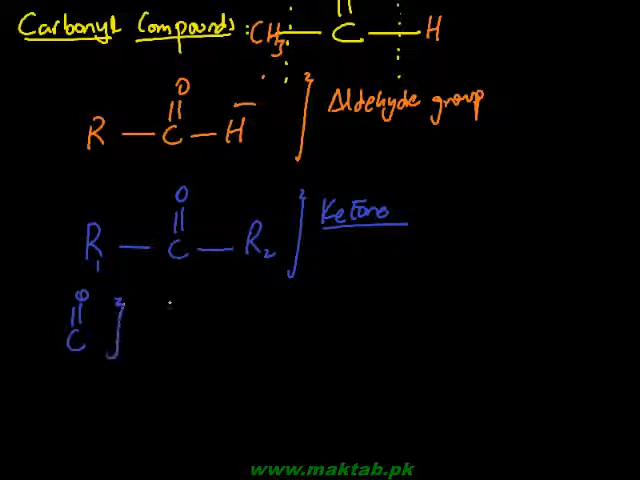 Carbonyl Compounds: CH3 — C — H
O
R — C — H Aldehyde group
O
R1 — C — R2 Ketone
O
C
www.maktab.pk